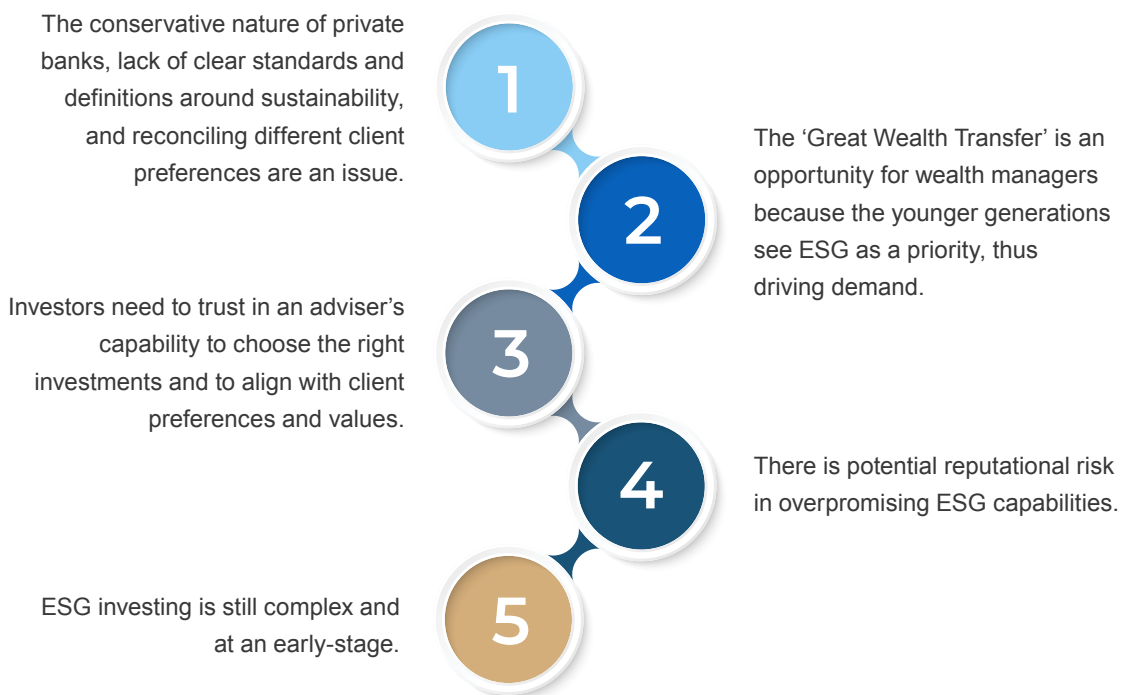 The conservative nature of private
banks, lack of clear standards and
definitions around sustainability,
and reconciling different client
preferences are an issue.
1
2
The ‘Great Wealth Transfer’ is an
opportunity for wealth managers
because the younger generations
see ESG as a priority, thus
driving demand.
Investors need to trust in an adviser’s
capability to choose the right
investments and to align with client
preferences and values.
3
4
There is potential reputational risk
in overpromising ESG capabilities.
ESG investing is still complex and
at an early-stage.
5